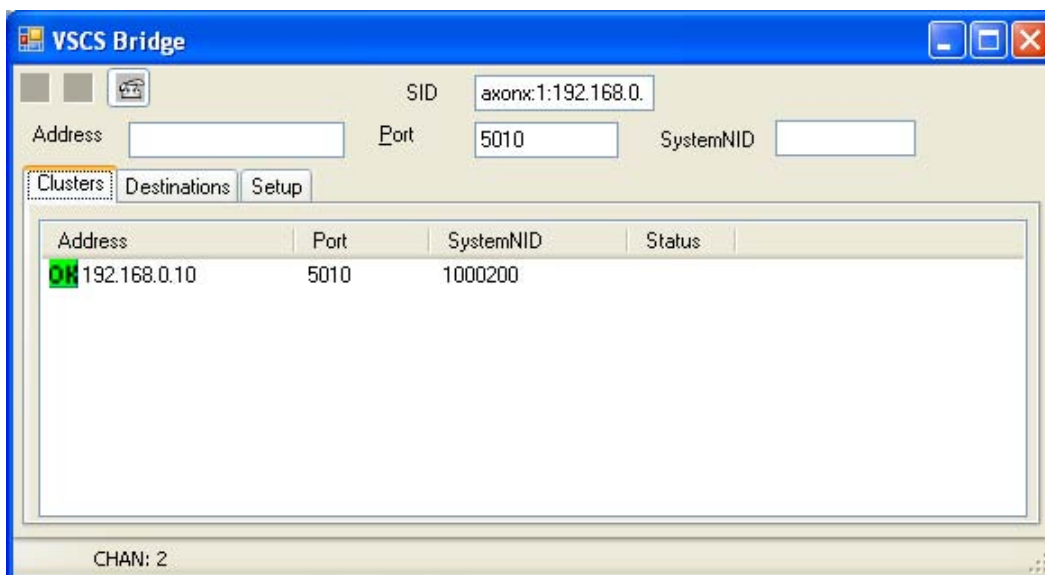 VSCS Bridge
SID axonx:1:192.168.0.
Address Port 5010 SystemNID
Clusters Destinations Setup
Address Port SystemNID Status
OK 192.168.0.10 5010 1000200
CHAN: 2